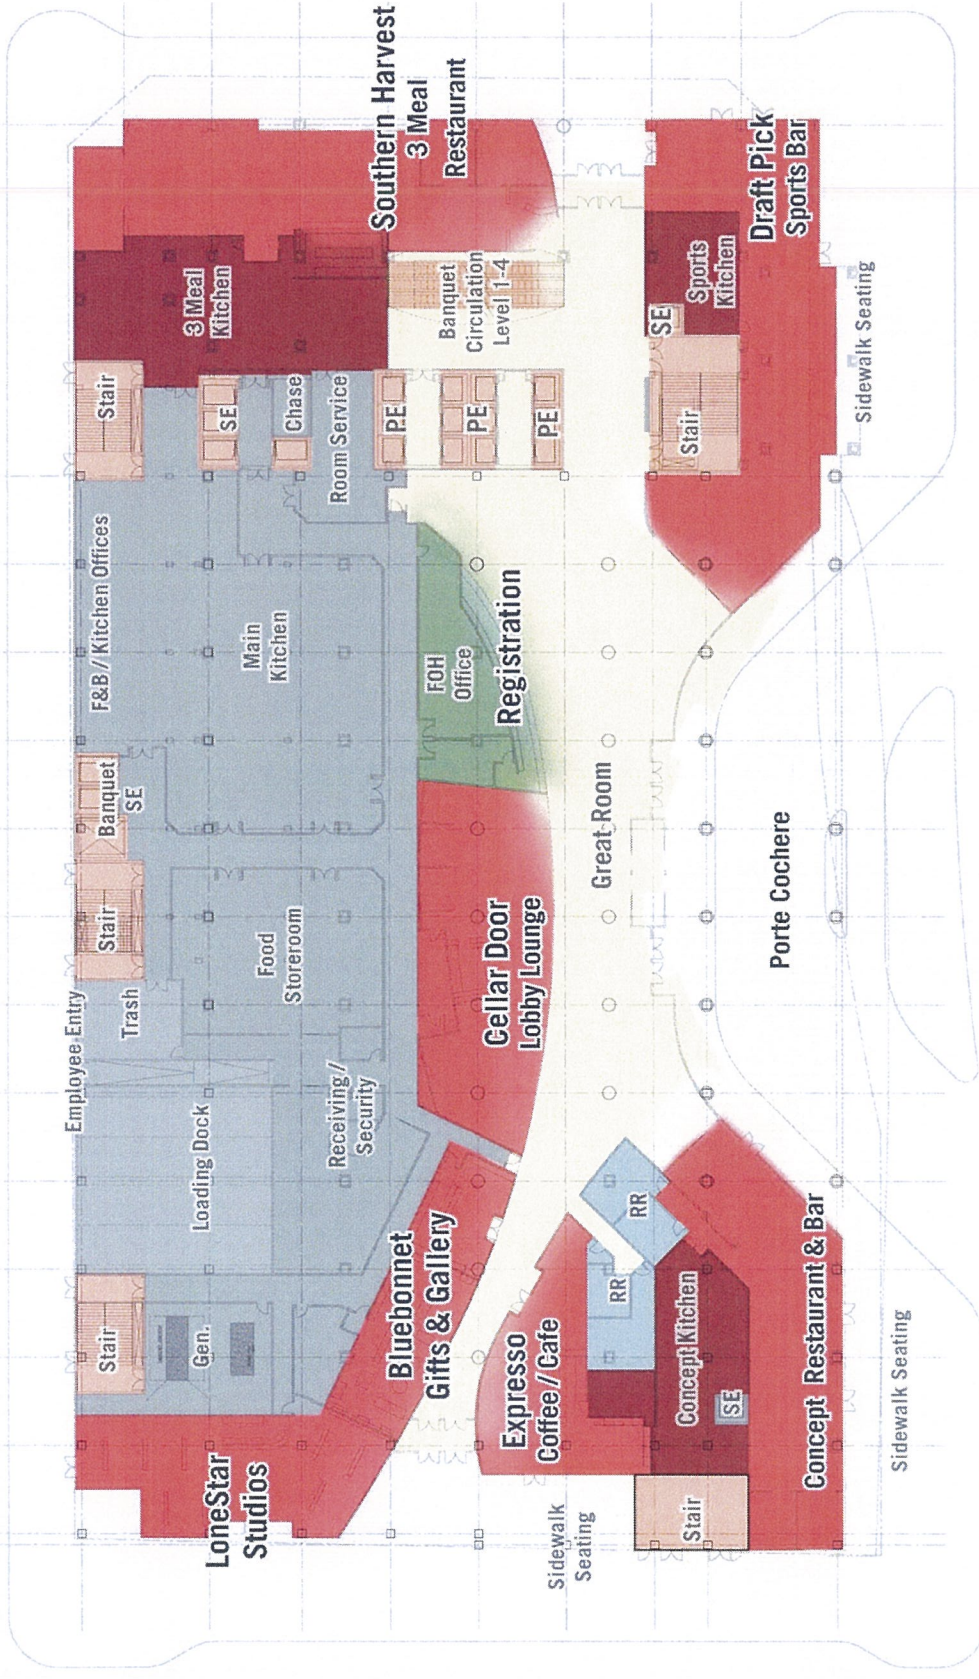 LoneStar
Studios
Stair
Gen.
Bluebonnet
Gifts & Gallery
Sidewalk
Seating
Expresso
Coffee / Cafe
Stair
Concept Kitchen
SE
RR
RR
Concept Restaurant & Bar
Sidewalk Seating
Employee Entry
Loading Dock
Trash
Receiving /
Security
Stair
Banquet
SE
Food
Storeroom
Cellar Door
Lobby Lounge
Great Room
Porte Cochere
F&B / Kitchen Offices
Main
Kitchen
FOH
Office
Registration
Stair
SE
Chase
Room Service
PE
PE
PE
Stair
SE
Sidewalk Seating
3 Meal
Kitchen
Banquet
Circulation
Level 1-4
Sports
Kitchen
Southern Harvest
3 Meal
Restaurant
Draft Pick
Sports Bar